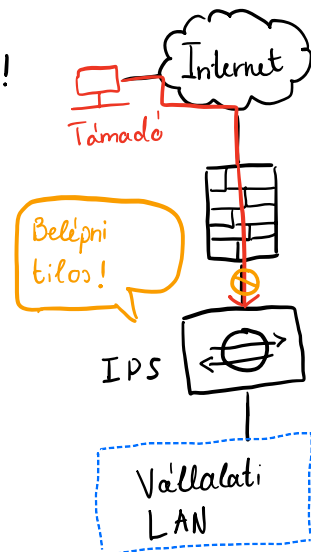 !
Internet
Támadó
Belépni
tilos!
IPS
Vállalati
LAN